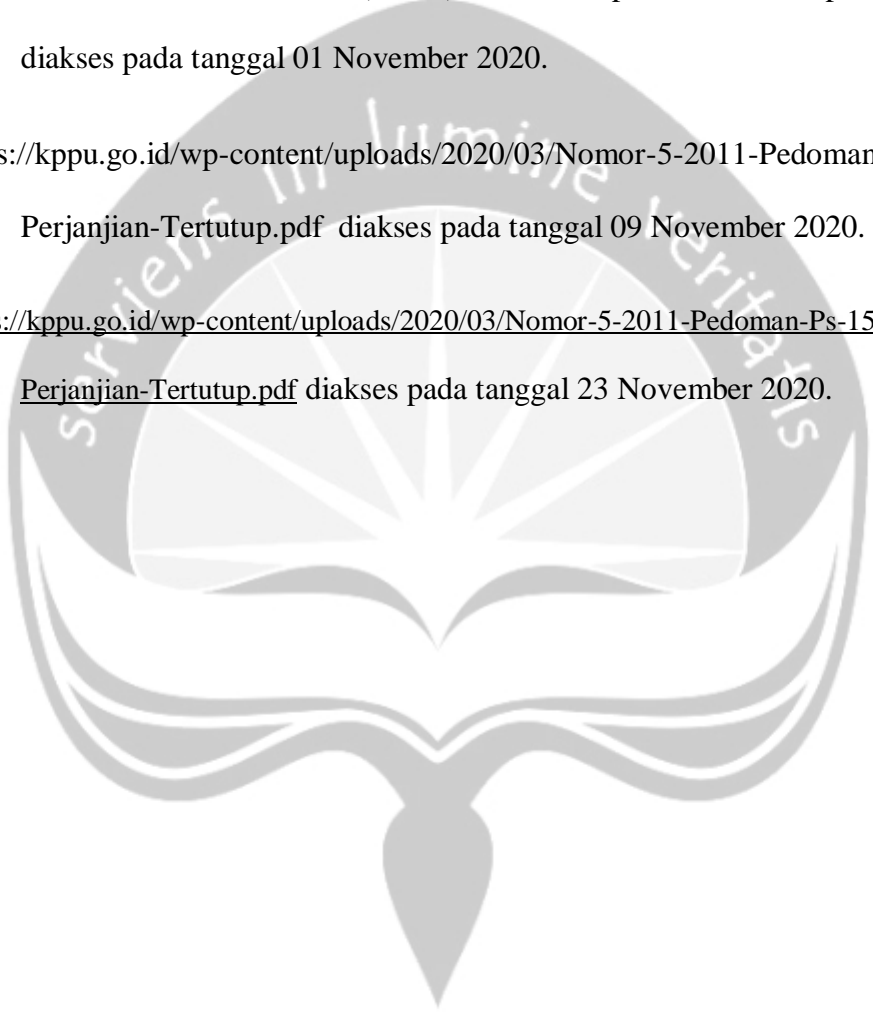 diakses pada tanggal 01 November 2020.
s://kppu.go.id/wp-content/uploads/2020/03/Nomor-5-2011-Pedoman
Perjanjian-Tertutup.pdf diakses pada tanggal 09 November 2020.
s://kppu.go.id/wp-content/uploads/2020/03/Nomor-5-2011-Pedoman-Ps-15
Perjanjian-Tertutup.pdf diakses pada tanggal 23 November 2020.
serviens in lumine veritatis